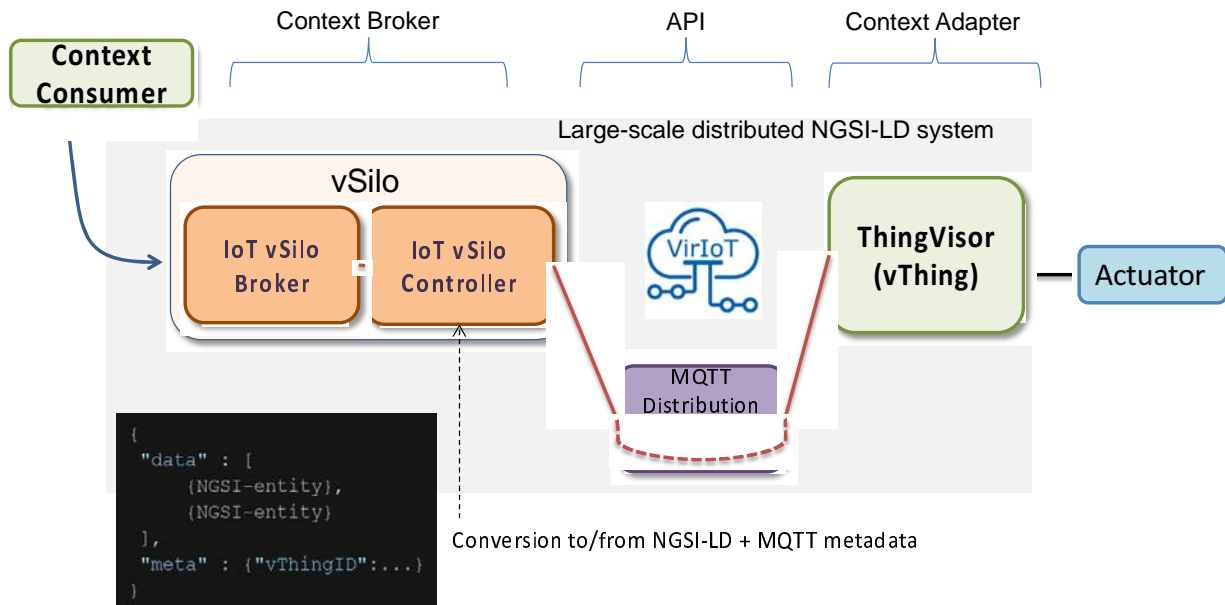 Context Broker
API
Context Adapter
Context
Consumer
Large-scale distributed NGSI-LD system
vSilo
IoT vSilo
Broker
IoT vSilo
Controller
VirIoT
ThingVisor
(vThing)
Actuator
MQTT
Distribution
{
"data" : [
{NGSI-entity},
{NGSI-entity}
],
"meta" : {"vThingID":...}
}
Conversion to/from NGSI-LD + MQTT metadata